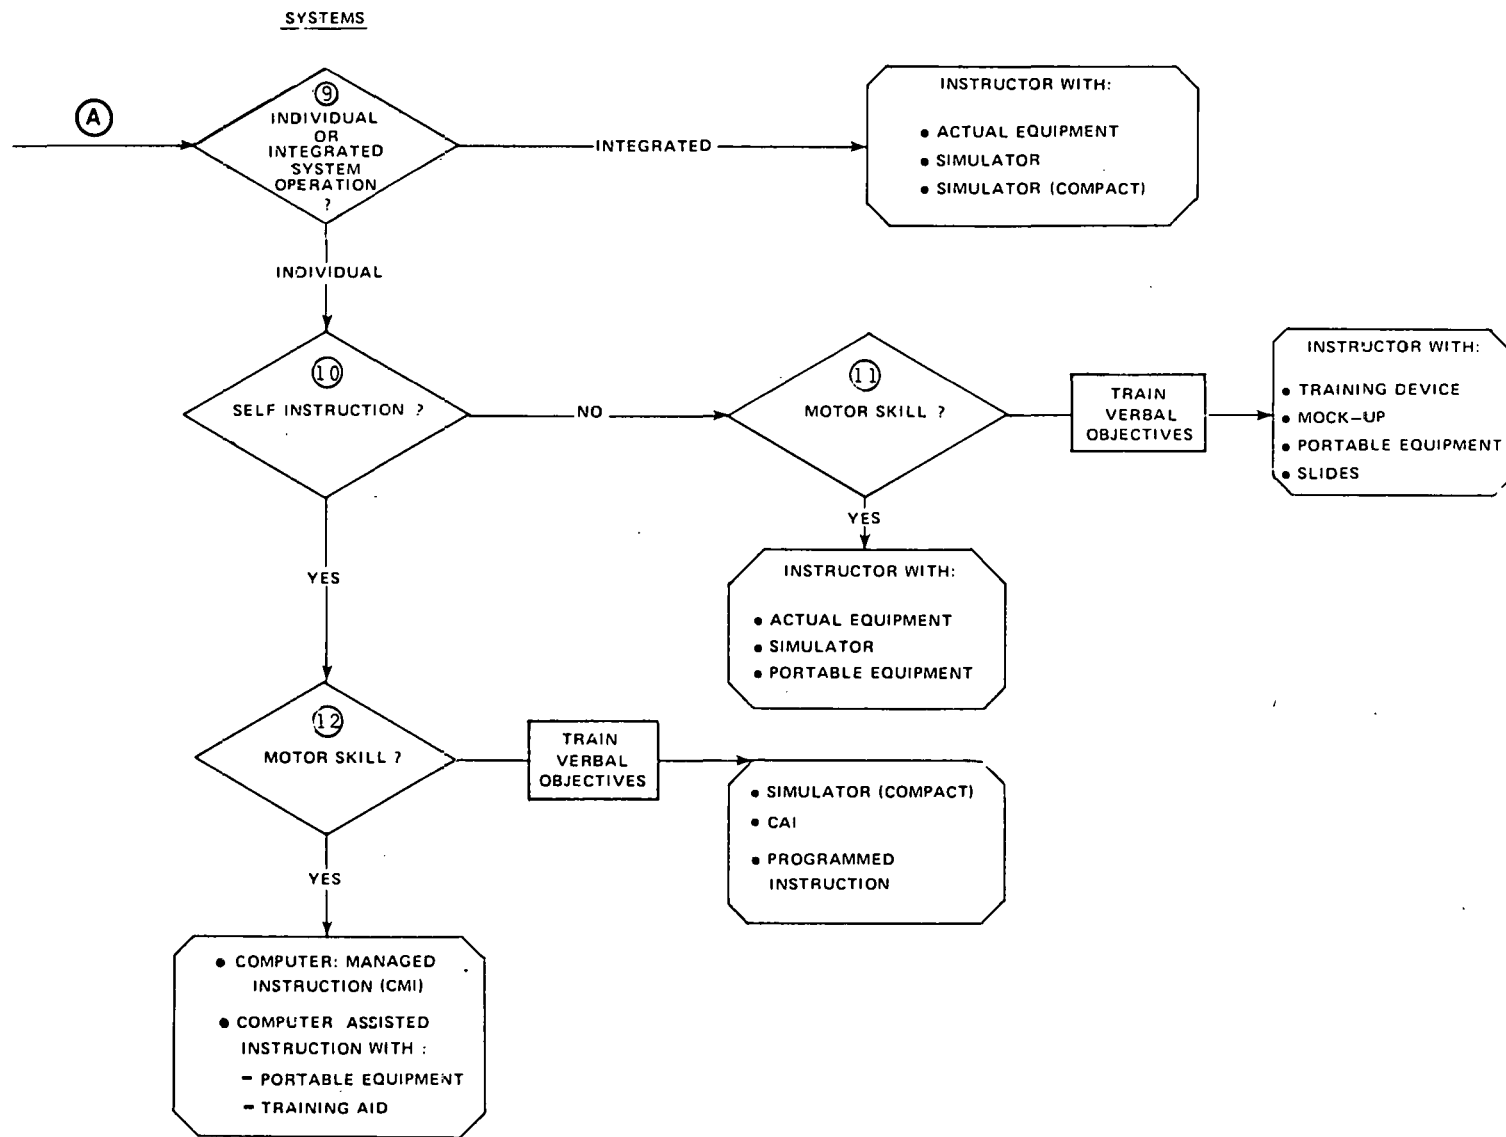 SYSTEMS
A
9
INDIVIDUAL
OR
INTEGRATED
SYSTEM
OPERATION
?
INTEGRATED
INSTRUCTOR WITH:
• ACTUAL EQUIPMENT
• SIMULATOR
• SIMULATOR (COMPACT)
INDIVIDUAL
10
SELF INSTRUCTION ?
NO
11
MOTOR SKILL ?
TRAIN
VERBAL
OBJECTIVES
INSTRUCTOR WITH:
• TRAINING DEVICE
• MOCK-UP
• PORTABLE EQUIPMENT
• SLIDES
YES
INSTRUCTOR WITH:
• ACTUAL EQUIPMENT
• SIMULATOR
• PORTABLE EQUIPMENT
YES
12
MOTOR SKILL ?
TRAIN
VERBAL
OBJECTIVES
• SIMULATOR (COMPACT)
• CAI
• PROGRAMMED
INSTRUCTION
YES
• COMPUTER: MANAGED
INSTRUCTION (CMI)
• COMPUTER ASSISTED
INSTRUCTION WITH :
- PORTABLE EQUIPMENT
- TRAINING AID